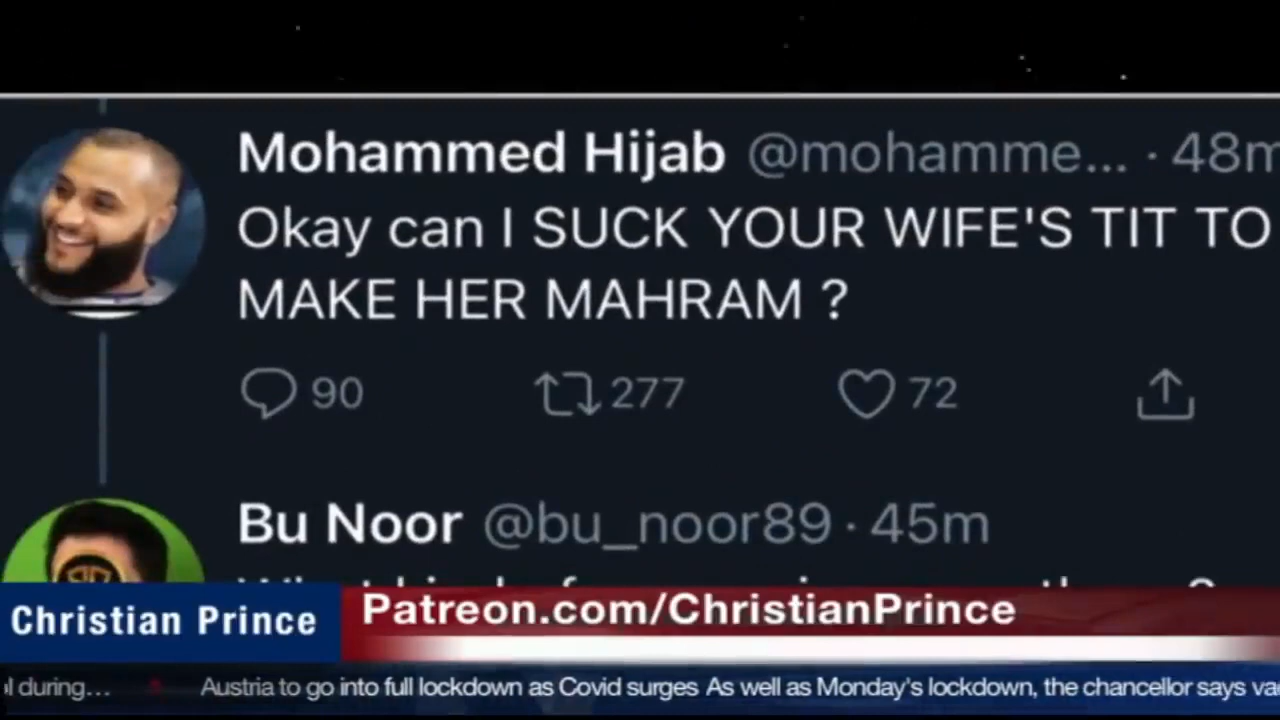 Mohammed Hijab @mohamme... · 48m
Okay can I SUCK YOUR WIFE'S TIT TO
MAKE HER MAHRAM ?
90 277 72
Bu Noor @bu_noor89 · 45m
Christian Prince
Patreon.com/ChristianPrince
during... Austria to go into full lockdown as Covid surges As well as Monday's lockdown, the chancellor says